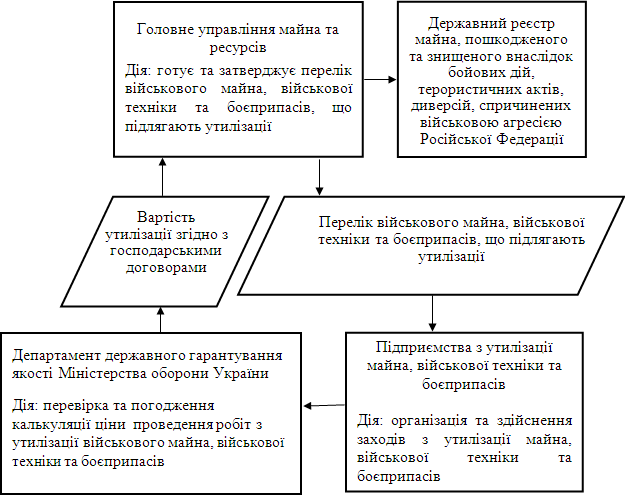 Головне управління майна та
ресурсів
Дія: готує та затверджує перелік
військового майна, військової
техніки та боєприпасів, що
підлягають утилізації
Державний реєстр
майна, пошкодженого
та знищеного внаслідок
бойових дій,
терористичних актів,
диверсій, спричинених
військовою агресією
Російської Федерації
Вартість
утилізації згідно з
господарськими
договорами
Перелік військового майна, військової
техніки та боєприпасів, що підлягають
утилізації
Департамент державного гарантування
якості Міністерства оборони України
Дія: перевірка та погодження
калькуляції ціни проведення робіт з
утилізації військового майна, військової
техніки та боєприпасів
Підприємства з утилізації
майна, військової техніки та
боєприпасів
Дія: організація та здійснення
заходів з утилізації майна,
військової техніки та
боєприпасів